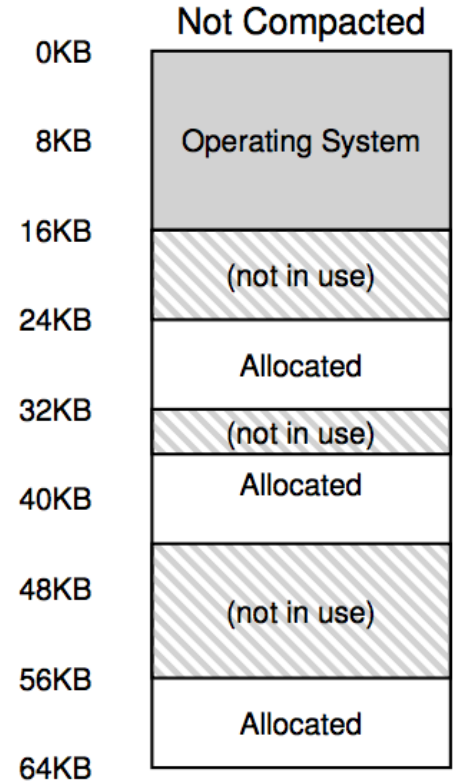 Not Compacted
0KB
8KB
Operating System
16KB
(not in use)
24KB
Allocated
32KB
(not in use)
Allocated
40KB
48KB
(not in use)
56KB
Allocated
64KB